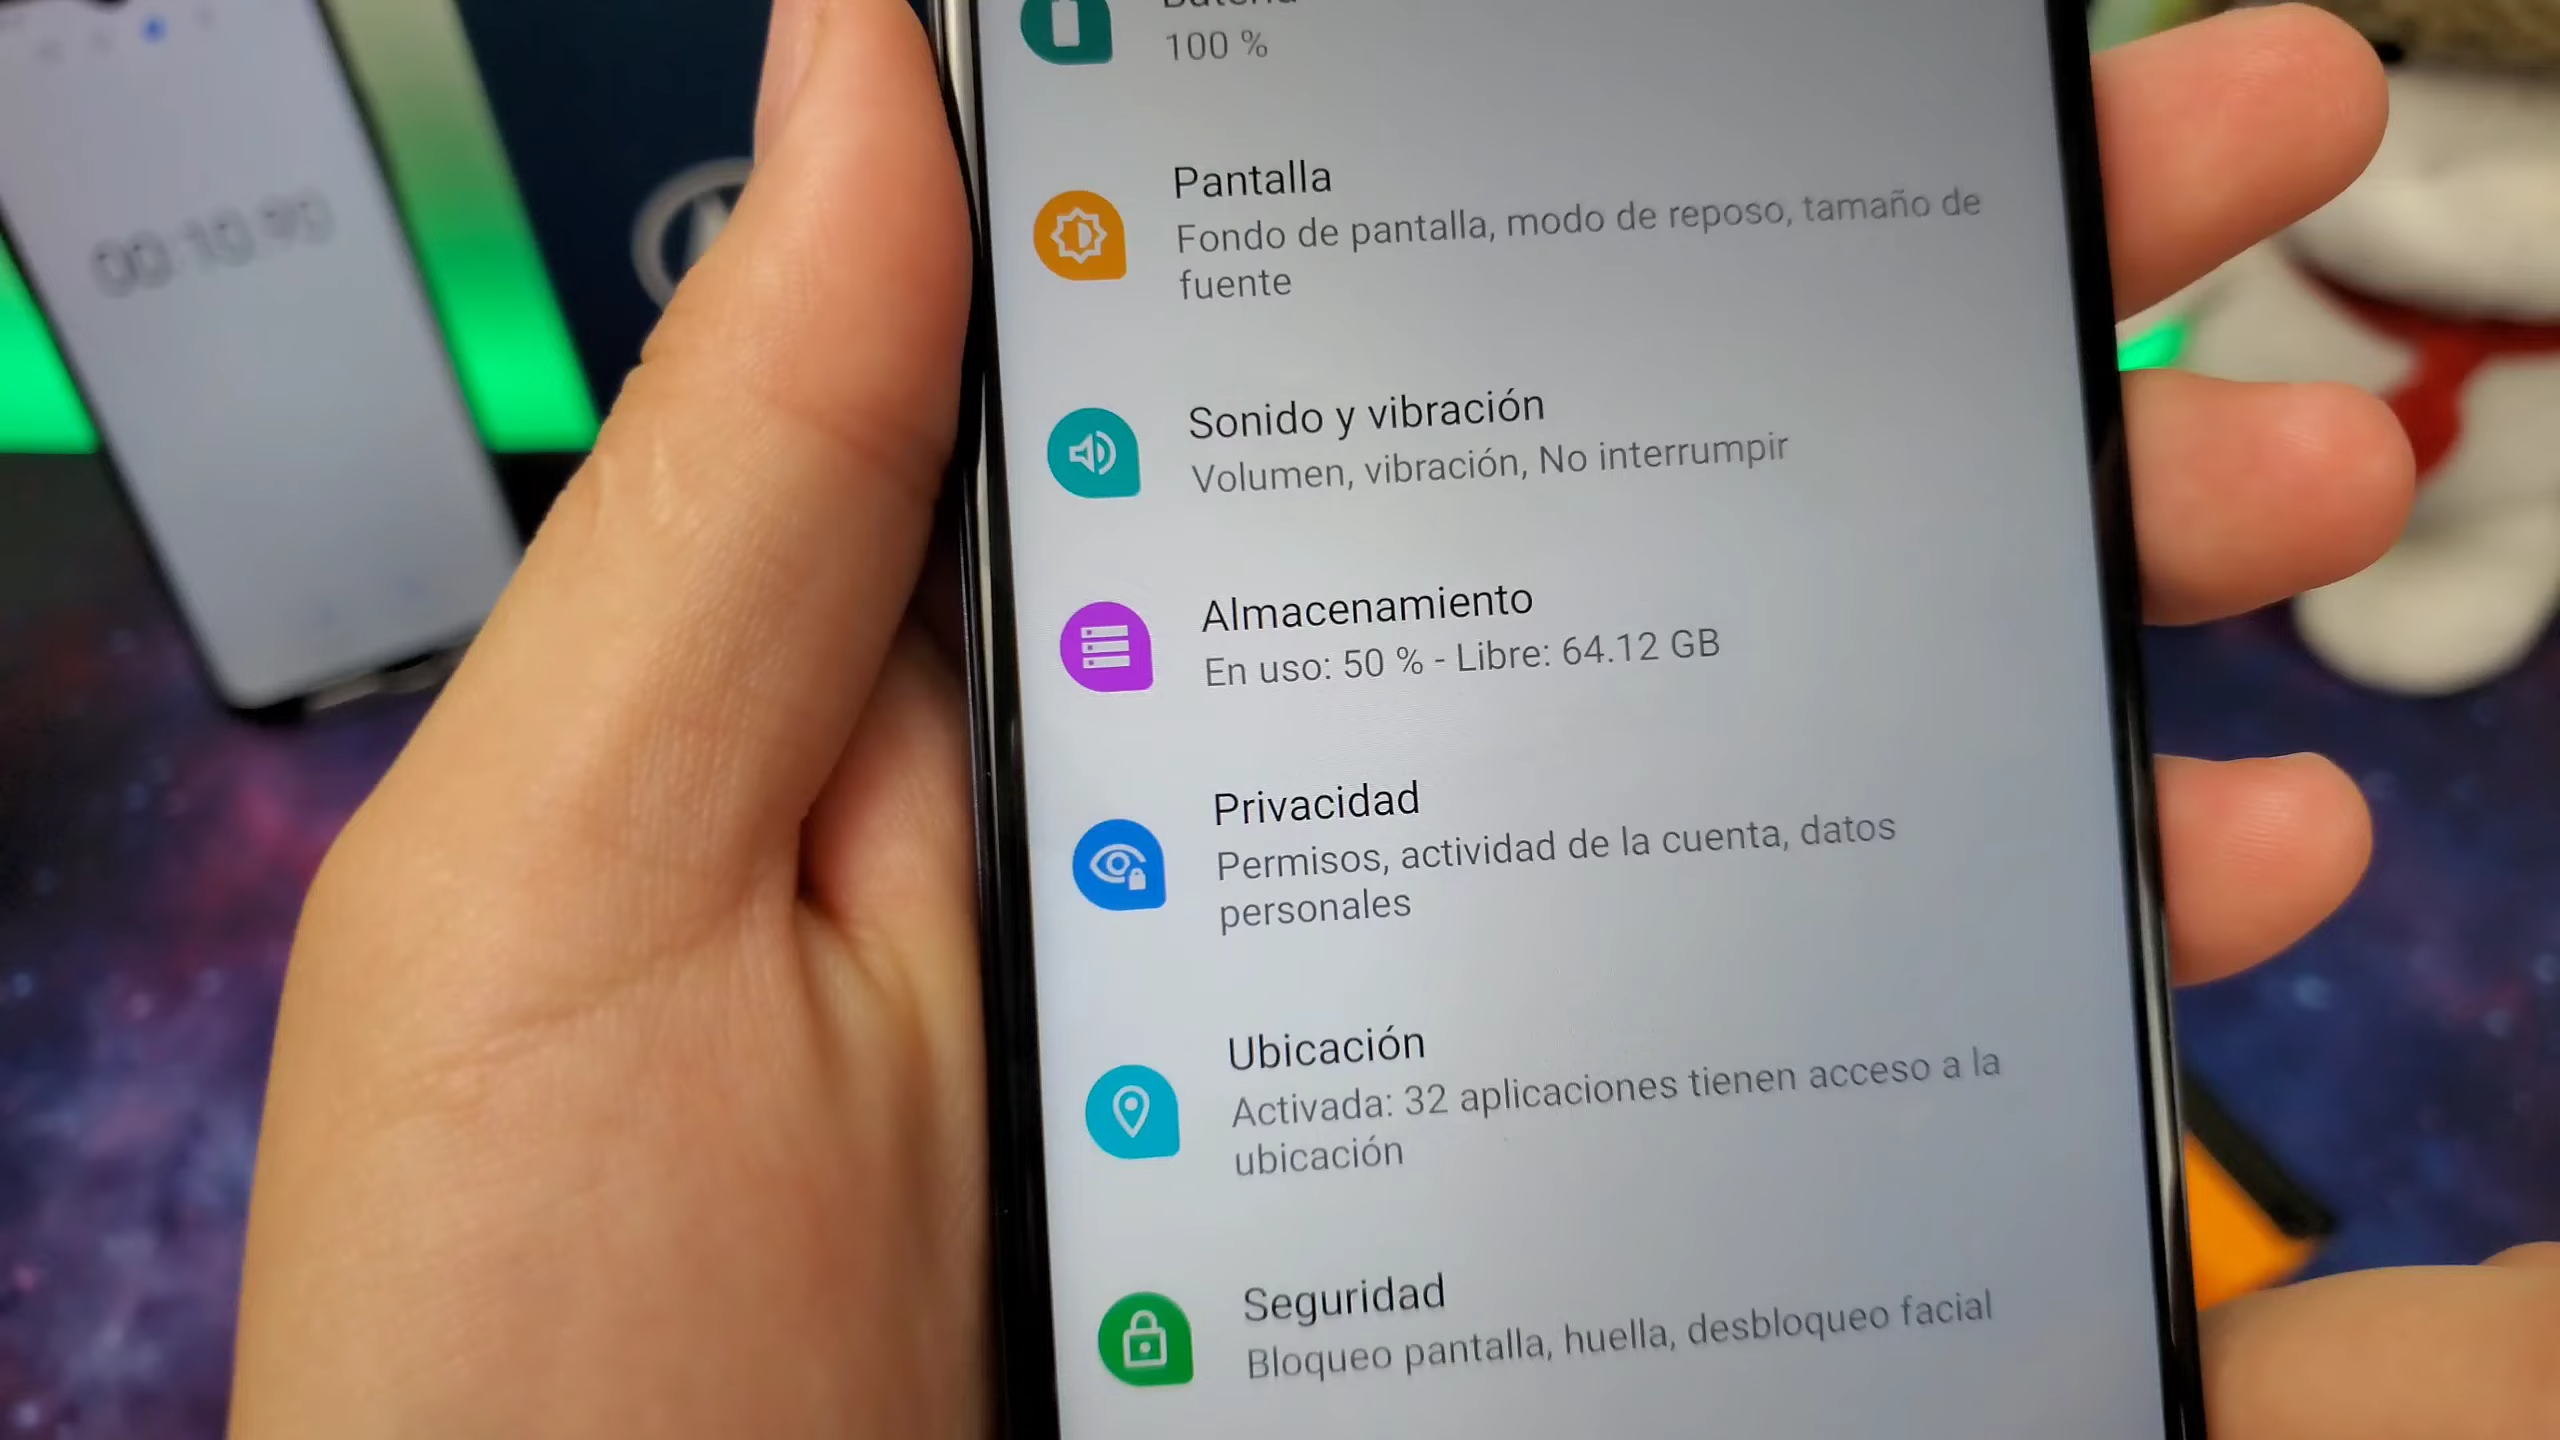 100 %
Pantalla
Fondo de pantalla, modo de reposo, tamaño de
fuente
Sonido y vibración
Volumen, vibración, No interrumpir
Almacenamiento
En uso: 50 % - Libre: 64.12 GB
Privacidad
Permisos, actividad de la cuenta, datos
personales
Ubicación
Activada: 32 aplicaciones tienen acceso a la
ubicación
Seguridad
Bloqueo pantalla, huella, desbloqueo facial